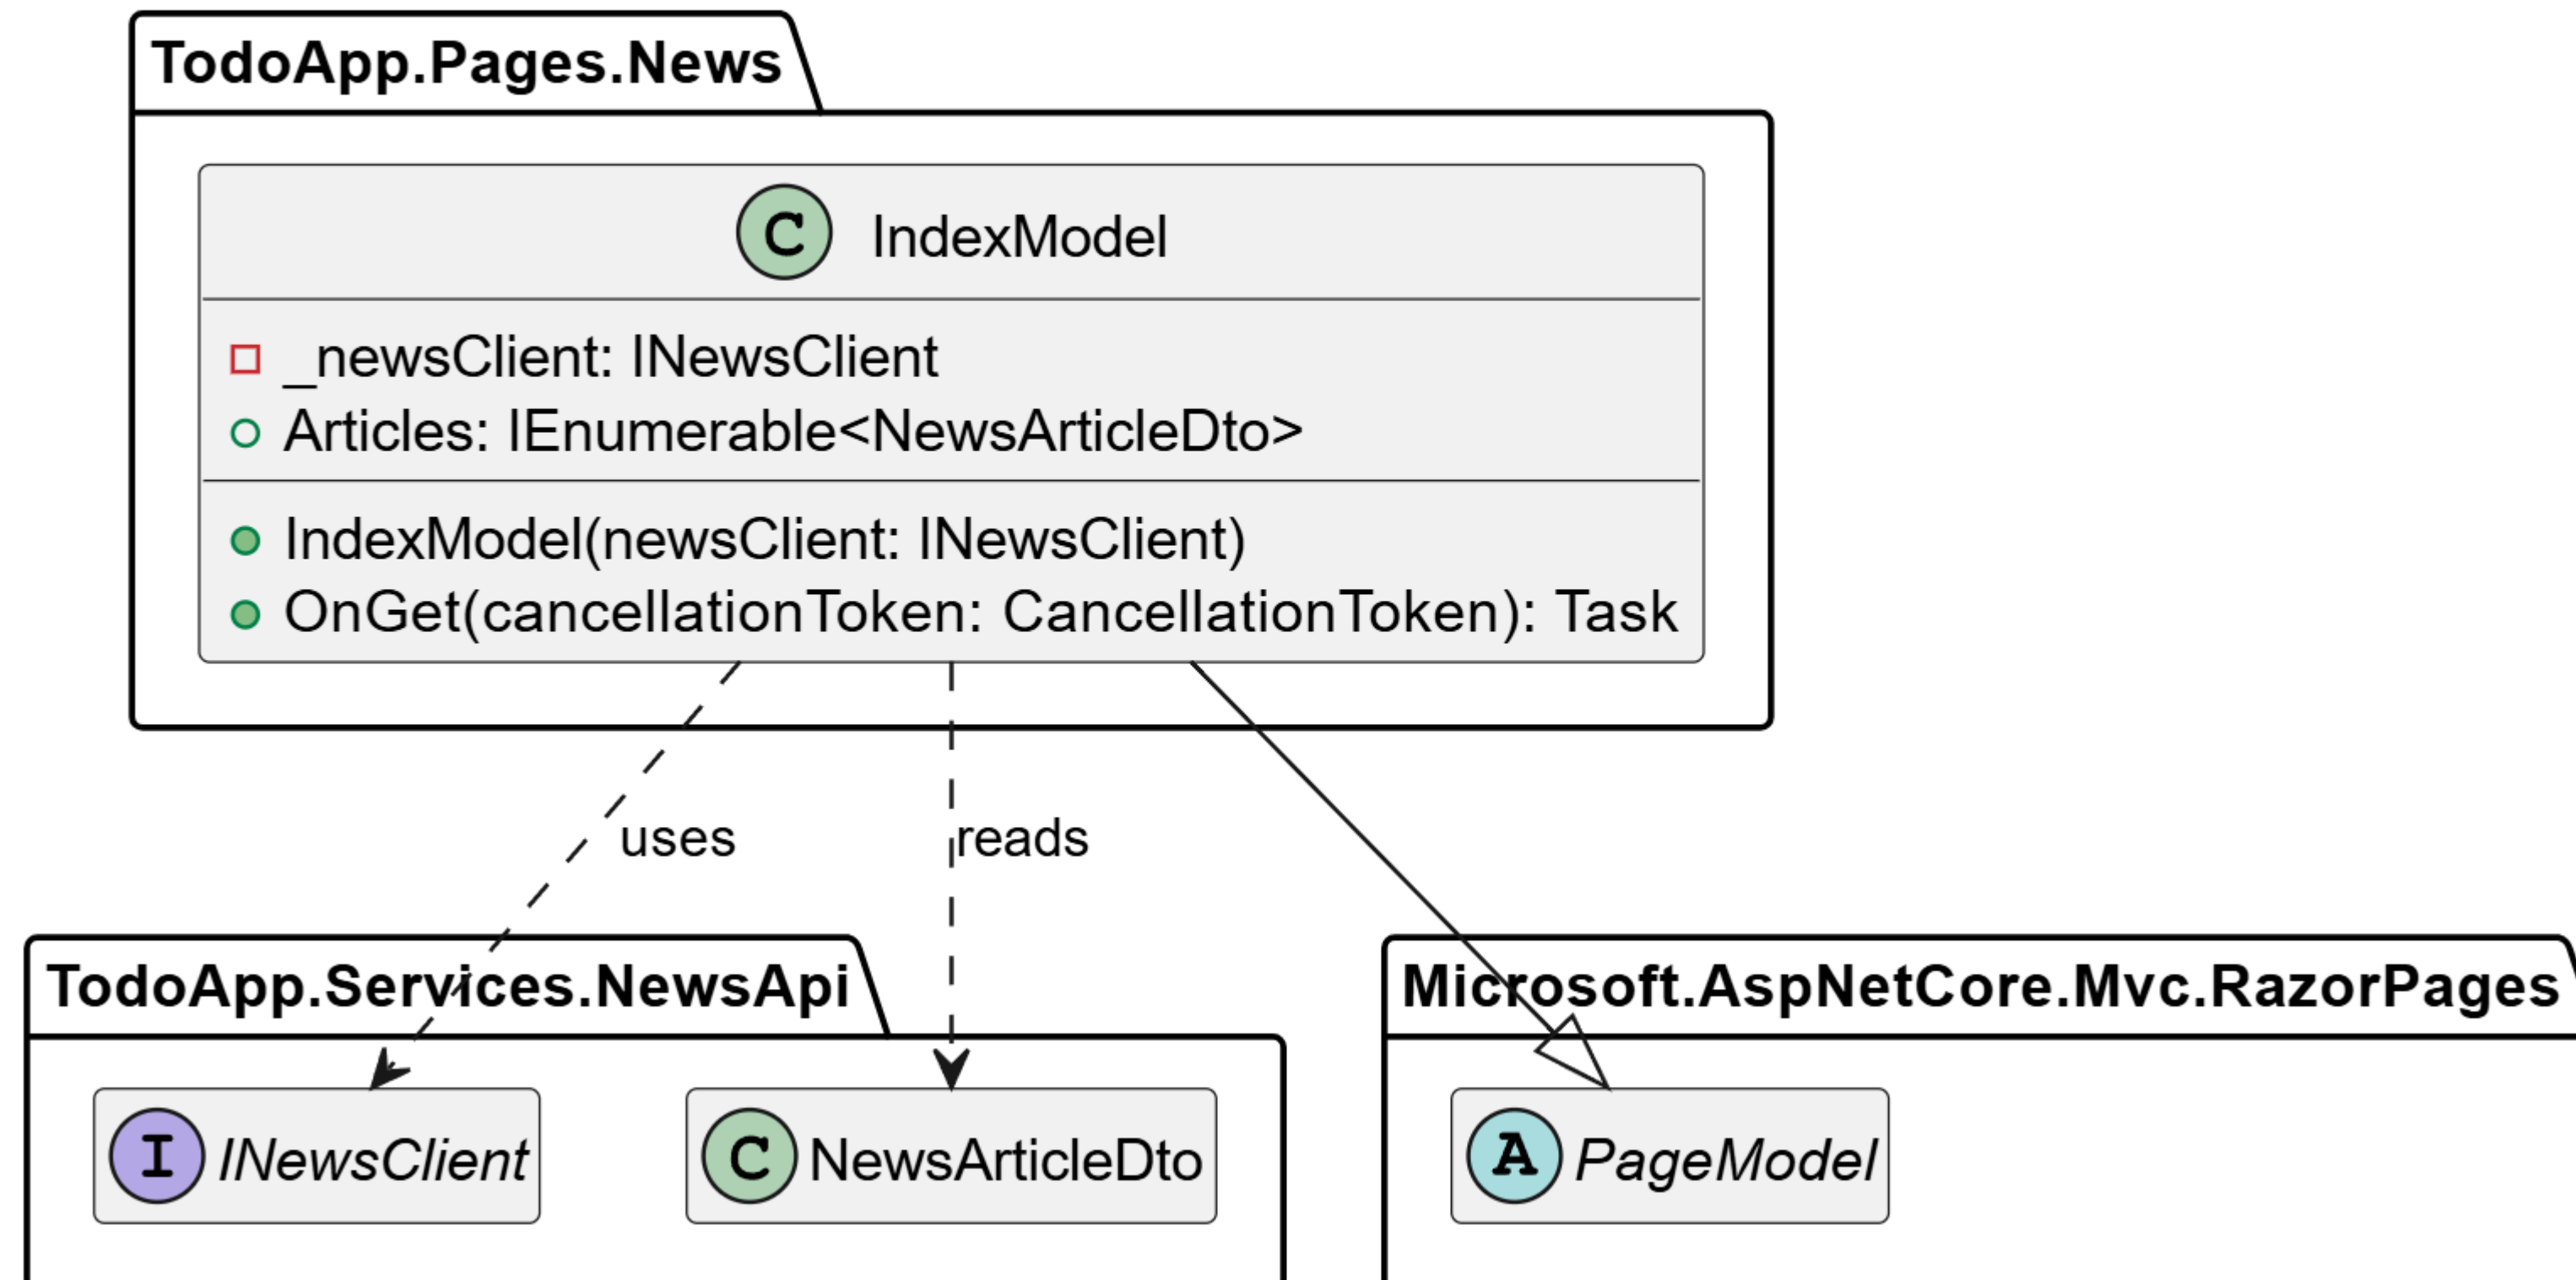 TodoApp.Pages.News
C IndexModel
_newsClient: INewsClient
Articles: IEnumerable<NewsArticleDto>
IndexModel(newsClient: INewsClient)
OnGet(cancellationToken: CancellationToken): Task
uses
reads
TodoApp.Services.NewsApi
Microsoft.AspNetCore.Mvc.RazorPages
I INewsClient
C NewsArticleDto
A PageModel